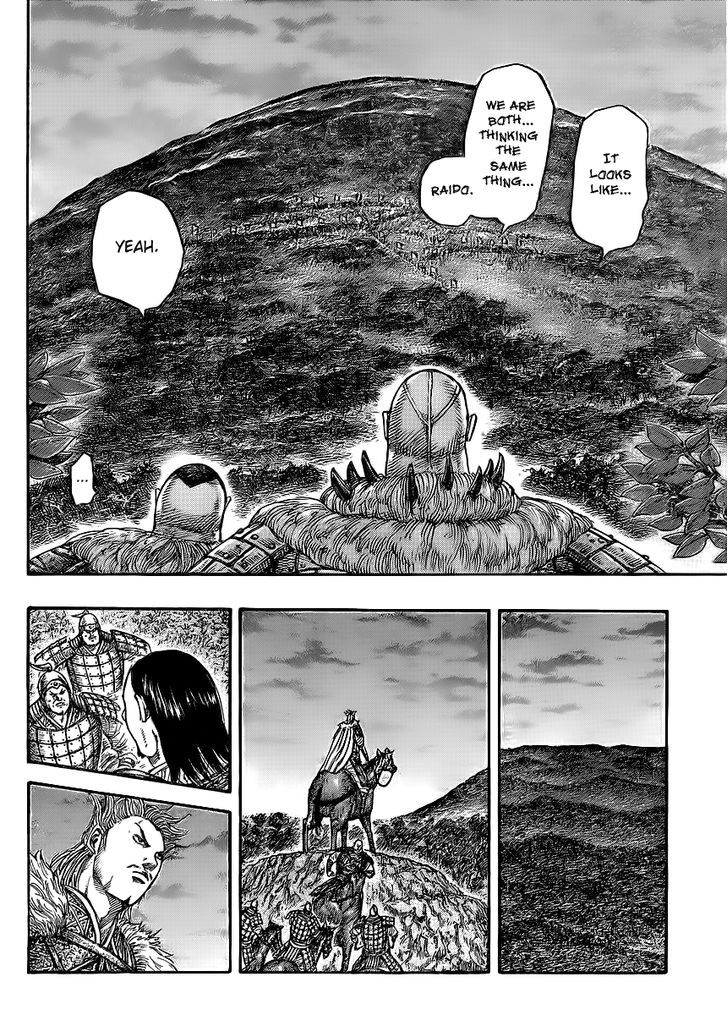 IT
LOOKS
LIKE...
WE ARE
BOTH...
THINKING
THE
SAME
THING...
RAIDO.
YEAH.
...